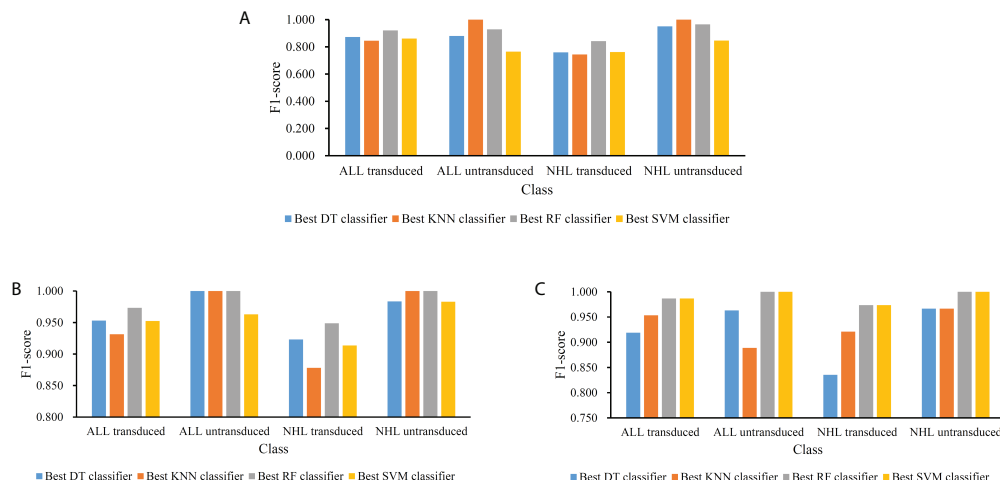 A
1.000
0.800
0.600
0.400
0.200
0.000
F1-score
ALL transduced ALL untransduced NHL transduced NHL untransduced
Class
Best DT classifier Best KNN classifier Best RF classifier Best SVM classifier
B
1.000
0.950
0.900
0.850
0.800
F1-score
ALL transduced ALL untransduced NHL transduced NHL untransduced
Class
Best DT classifier Best KNN classifier Best RF classifier Best SVM classifier
C
1.000
0.950
0.900
0.850
0.800
0.750
F1-score
ALL transduced ALL untransduced NHL transduced NHL untransduced
Class
Best DT classifier Best KNN classifier Best RF classifier Best SVM classifier